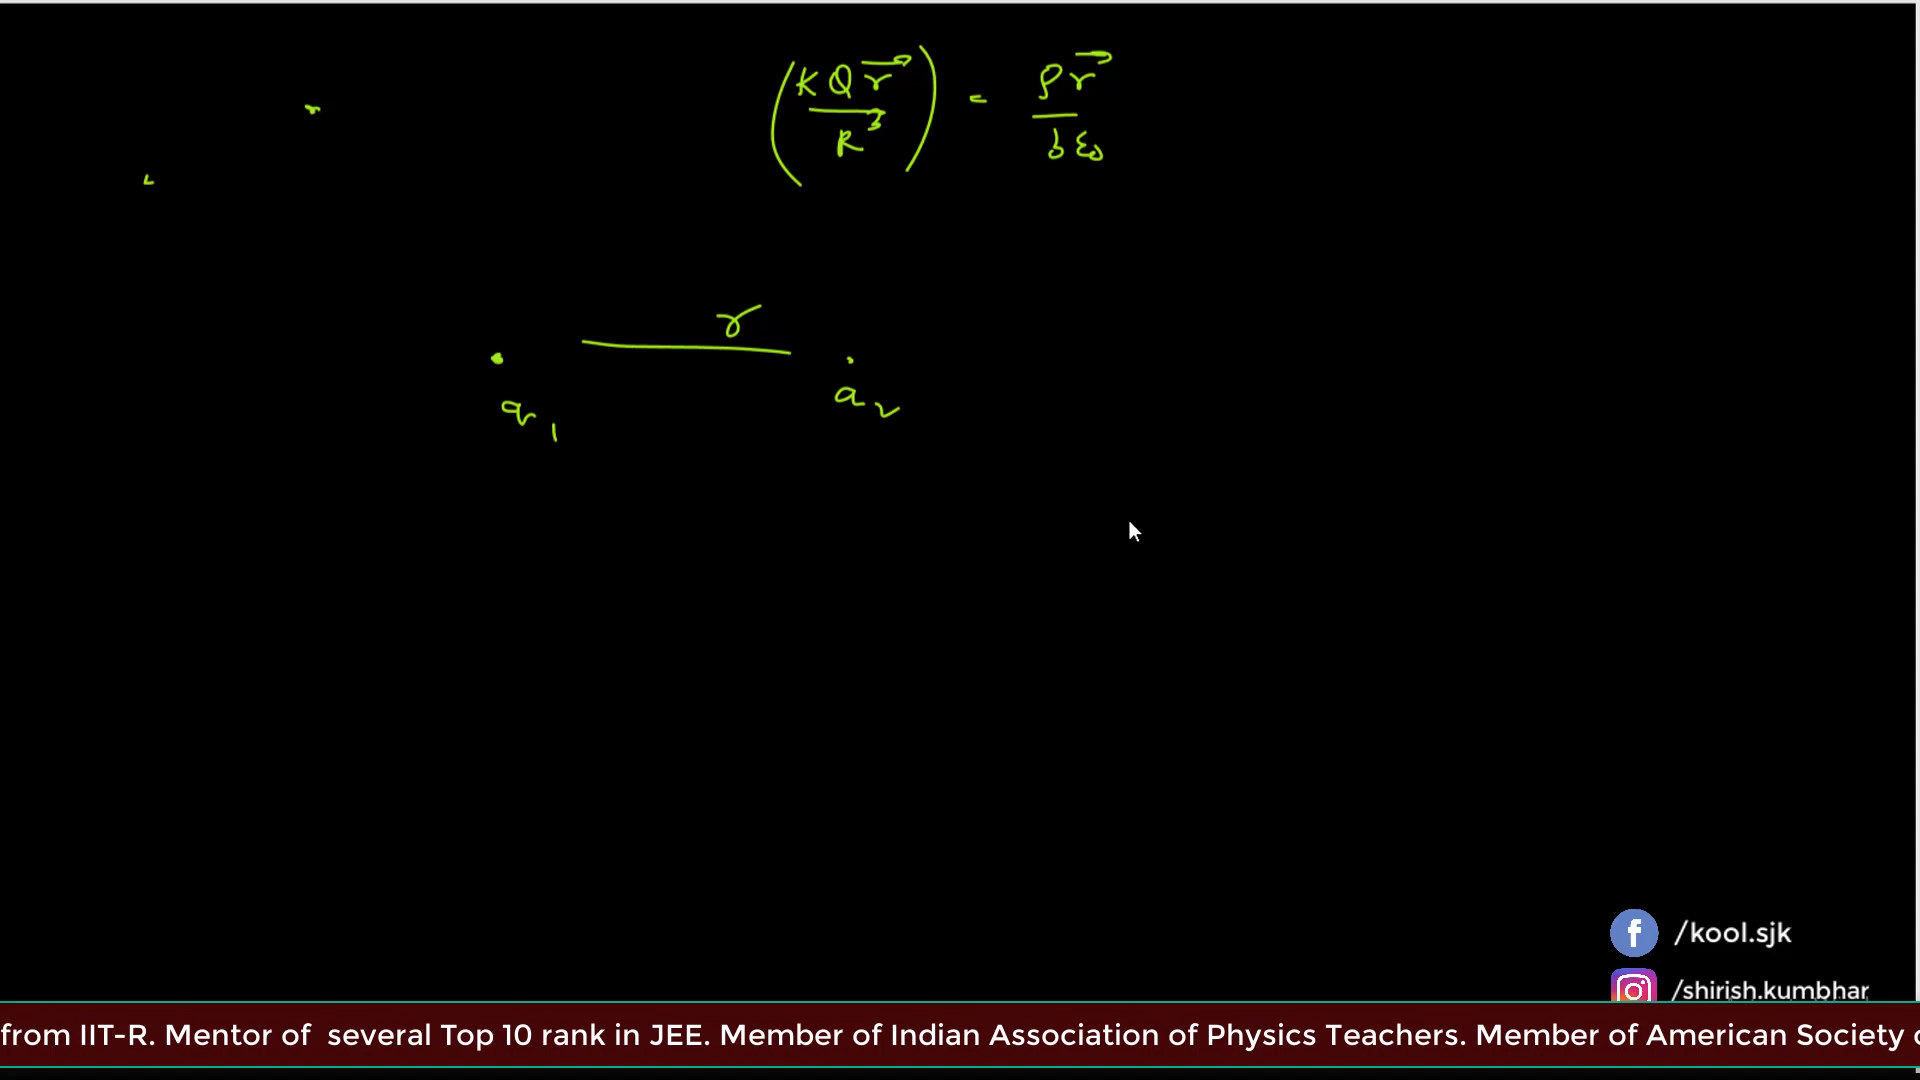 (KQr⃗/R³) = ρr⃗/3ε₀
r
q₁ q₂
/kool.sjk
/shirish.kumbhar
from IIT-R. Mentor of several Top 10 rank in JEE. Member of Indian Association of Physics Teachers. Member of American Society